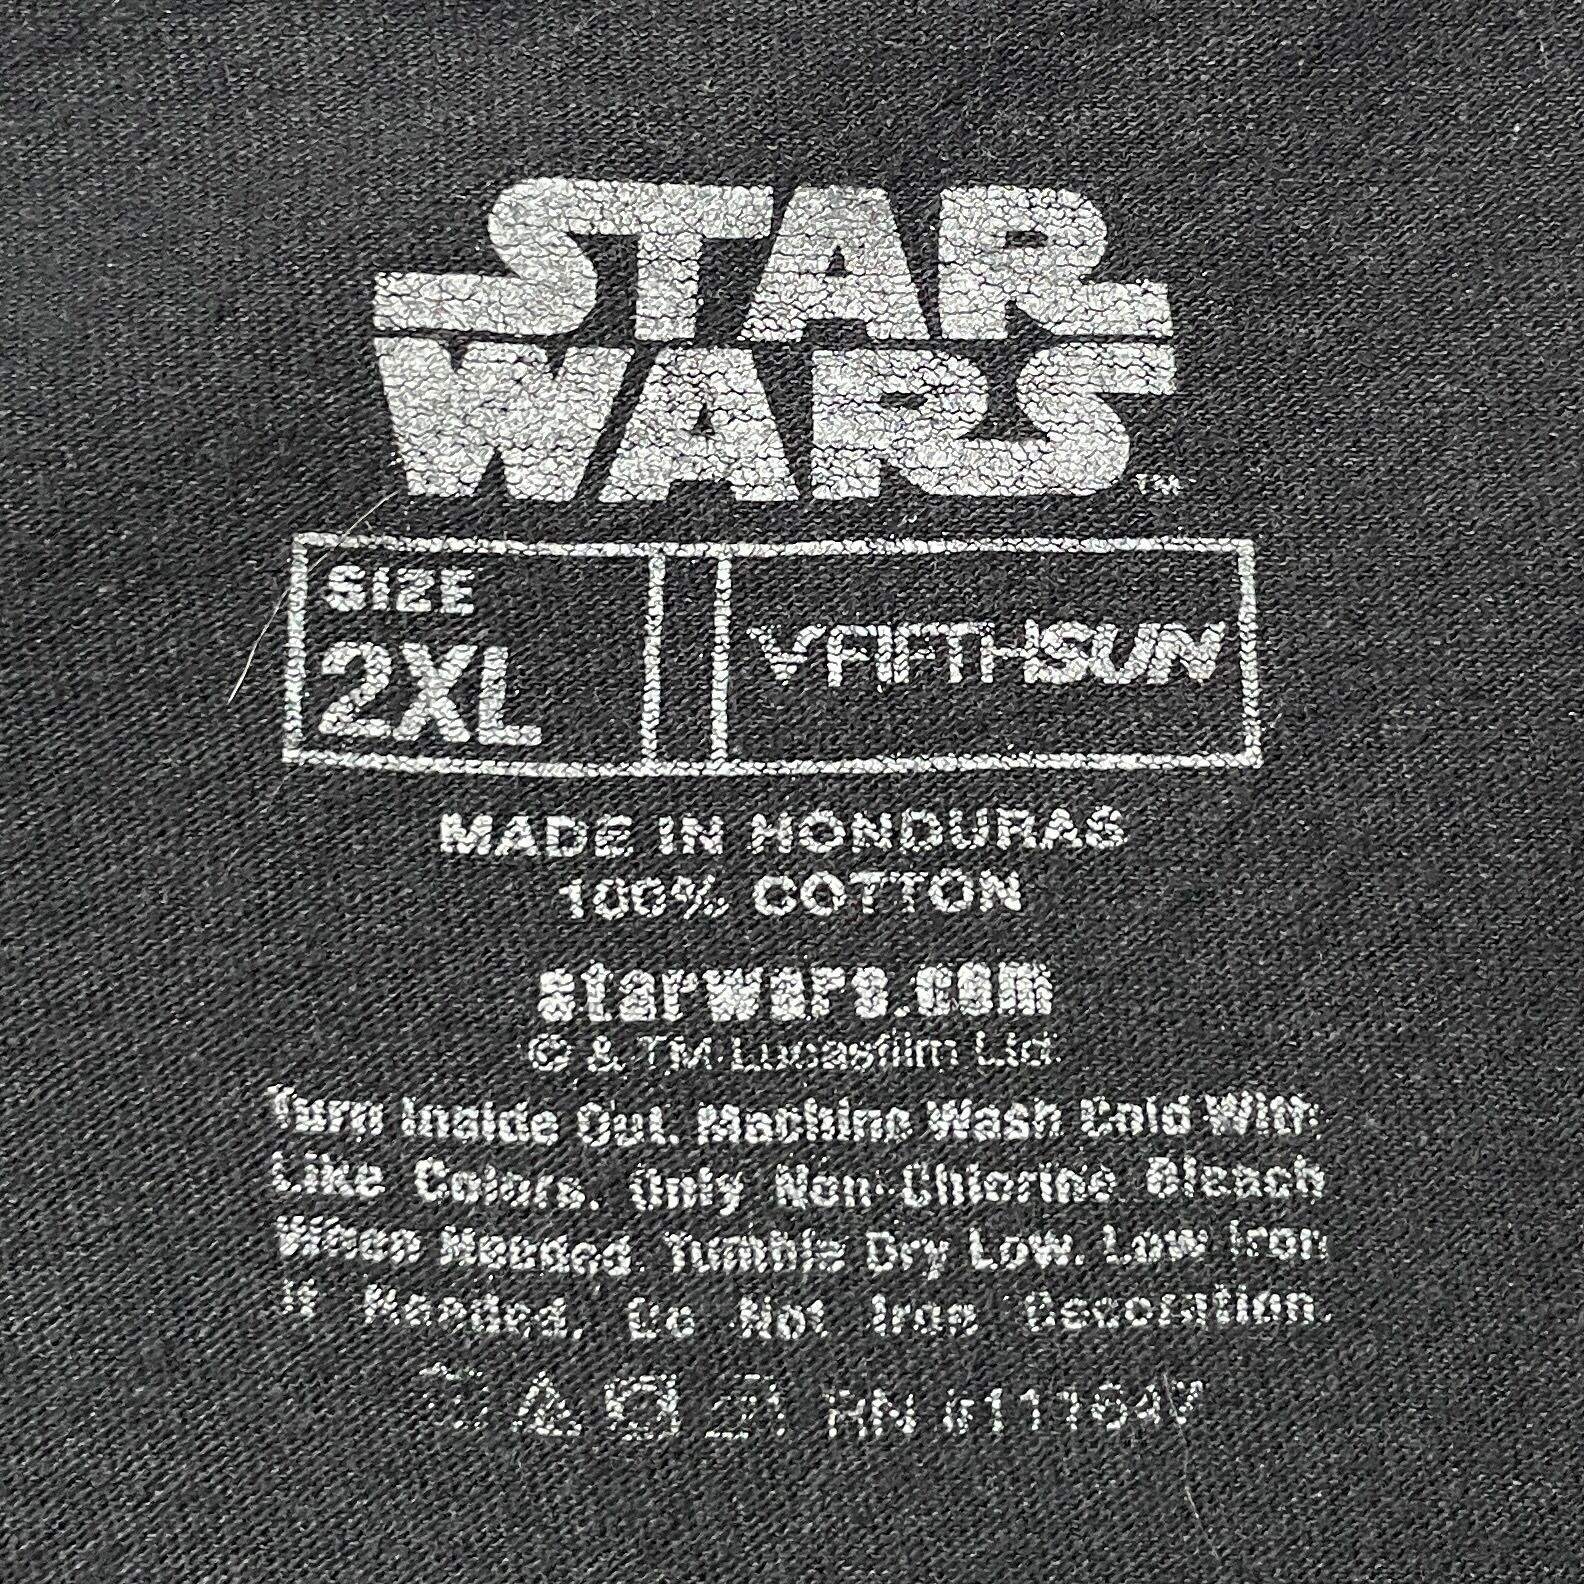 STAR
WARS™
SIZE
2XL
FIFTHSUN
MADE IN HONDURAS
100% COTTON
starwars.com
© & TM Lucasfilm Ltd.
Turn Inside Out. Machine Wash Cold With
Like Colors. Only Non-Chlorine Bleach
When Needed. Tumble Dry Low. Low Iron
If Needed. Do Not Iron Decoration.
RN #111647